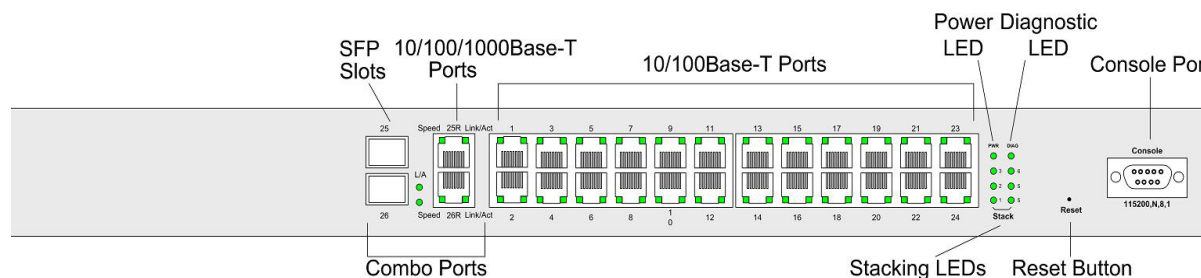 SFP
Slots
10/100/1000Base-T
Ports
10/100Base-T Ports
Power Diagnostic
LED LED
Console Por
25 Speed 25R Link/Act 1 3 5 7 9 11 13 15 17 19 21 23
PWR DIAG
Console
L/A
3 6
2 5
1 5
26 Speed 26R Link/Act 2 4 6 8 10 12 14 16 18 20 22 24
Stack
Reset
115200,N,8,1
Combo Ports
Stacking LEDs
Reset Button